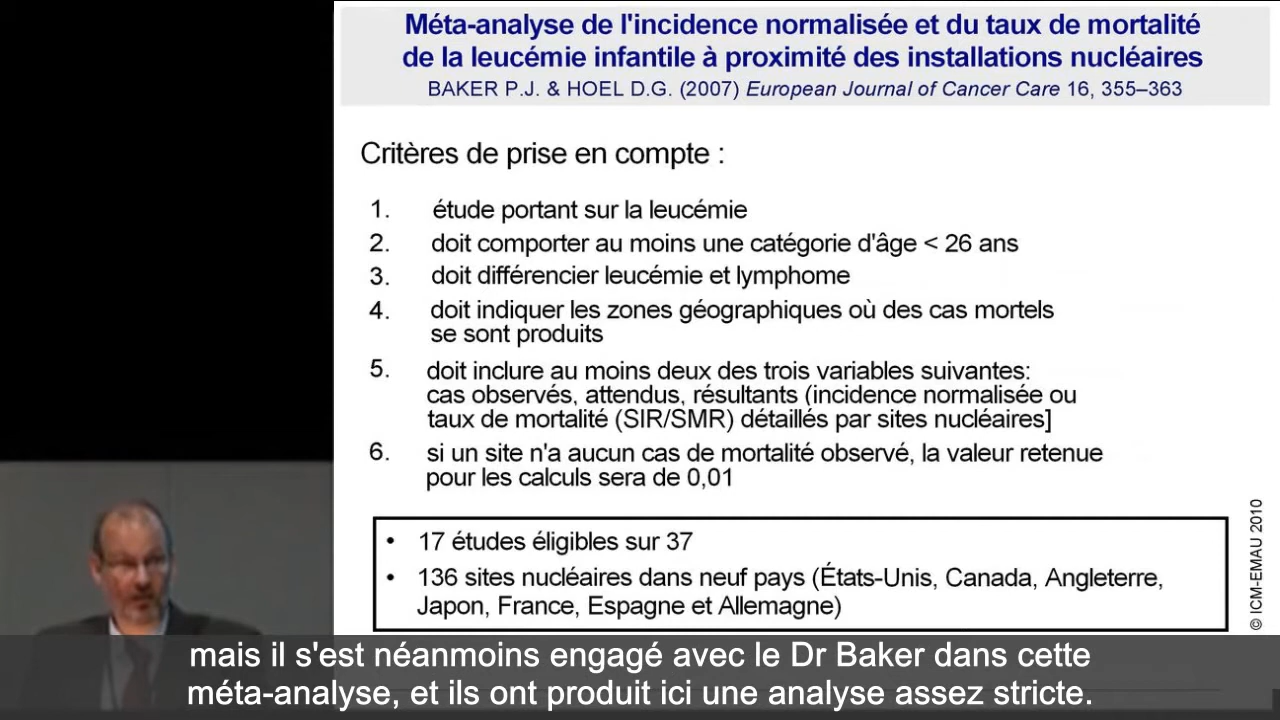 Méta-analyse de l'incidence normalisée et du taux de mortalité
de la leucémie infantile à proximité des installations nucléaires
BAKER P.J. & HOEL D.G. (2007) European Journal of Cancer Care 16, 355–363
Critères de prise en compte :
1. étude portant sur la leucémie
2. doit comporter au moins une catégorie d'âge < 26 ans
3. doit différencier leucémie et lymphome
4. doit indiquer les zones géographiques où des cas mortels
se sont produits
5. doit inclure au moins deux des trois variables suivantes:
cas observés, attendus, résultants (incidence normalisée ou
taux de mortalité (SIR/SMR) détaillés par sites nucléaires]
6. si un site n'a aucun cas de mortalité observé, la valeur retenue
pour les calculs sera de 0,01
• 17 études éligibles sur 37
• 136 sites nucléaires dans neuf pays (États-Unis, Canada, Angleterre,
Japon, France, Espagne et Allemagne)
© ICM-EMAU 2010
mais il s'est néanmoins engagé avec le Dr Baker dans cette
méta-analyse, et ils ont produit ici une analyse assez stricte.